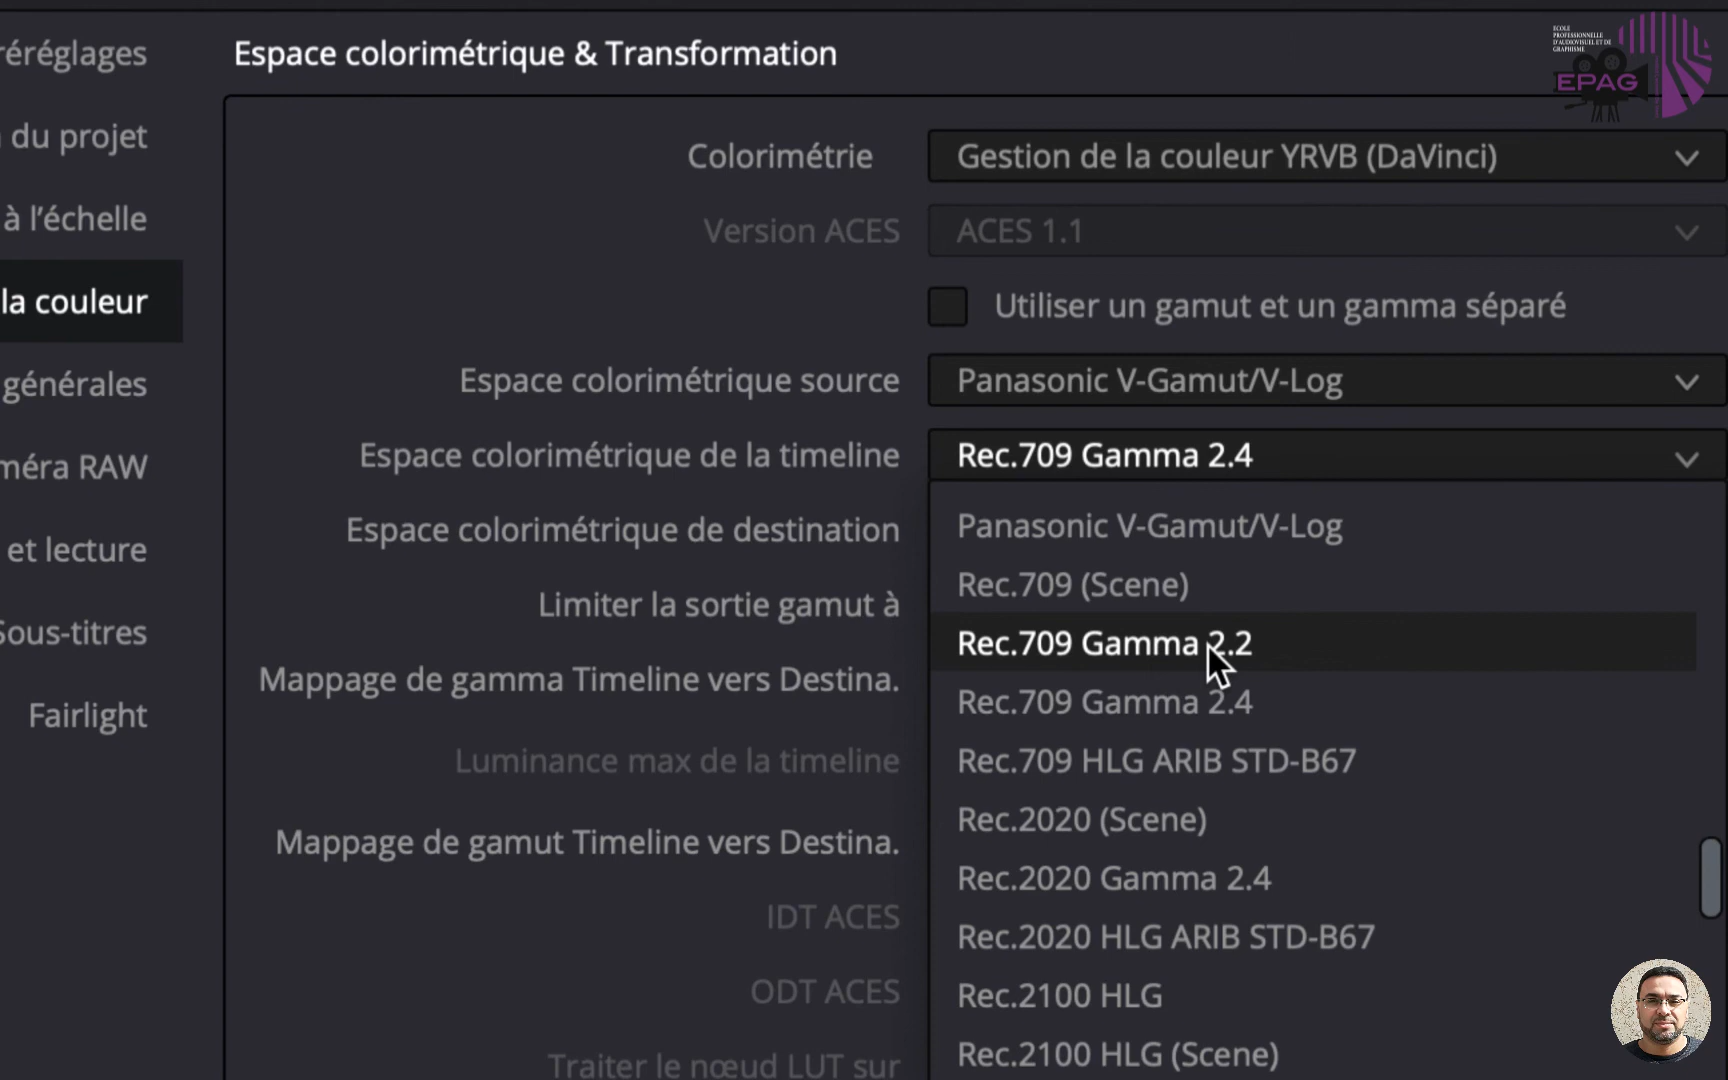 réréglages
Espace colorimétrique & Transformation
ECOLE
PROFESSIONNELLE
D'AUDIOVISUEL ET DE
GRAPHISME
EPAG
du projet
Colorimétrie
Gestion de la couleur YRVB (DaVinci)
à l'échelle
Version ACES
ACES 1.1
la couleur
Utiliser un gamut et un gamma séparé
générales
Espace colorimétrique source
Panasonic V-Gamut/V-Log
méra RAW
Espace colorimétrique de la timeline
Rec.709 Gamma 2.4
et lecture
Espace colorimétrique de destination
Panasonic V-Gamut/V-Log
Limiter la sortie gamut à
Rec.709 (Scene)
Sous-titres
Rec.709 Gamma 2.2
Mappage de gamma Timeline vers Destina.
Rec.709 Gamma 2.4
Fairlight
Luminance max de la timeline
Rec.709 HLG ARIB STD-B67
Mappage de gamut Timeline vers Destina.
Rec.2020 (Scene)
Rec.2020 Gamma 2.4
IDT ACES
Rec.2020 HLG ARIB STD-B67
ODT ACES
Rec.2100 HLG
Traiter le nœud LUT sur
Rec.2100 HLG (Scene)